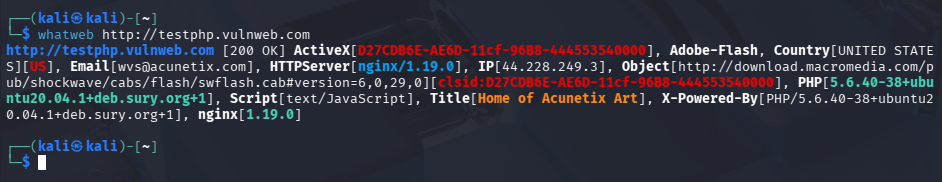 ┌──(kali㉿kali)-[~]
└─$ whatweb http://testphp.vulnweb.com
http://testphp.vulnweb.com [200 OK] ActiveX[D27CDB6E-AE6D-11cf-96B8-444553540000], Adobe-Flash, Country[UNITED STATE
S][US], Email[wvs@acunetix.com], HTTPServer[nginx/1.19.0], IP[44.228.249.3], Object[http://download.macromedia.com/p
ub/shockwave/cabs/flash/swflash.cab#version=6,0,29,0][clsid:D27CDB6E-AE6D-11cf-96B8-444553540000], PHP[5.6.40-38+ubu
ntu20.04.1+deb.sury.org+1], Script[text/JavaScript], Title[Home of Acunetix Art], X-Powered-By[PHP/5.6.40-38+ubuntu2
0.04.1+deb.sury.org+1], nginx[1.19.0]
┌──(kali㉿kali)-[~]
└─$